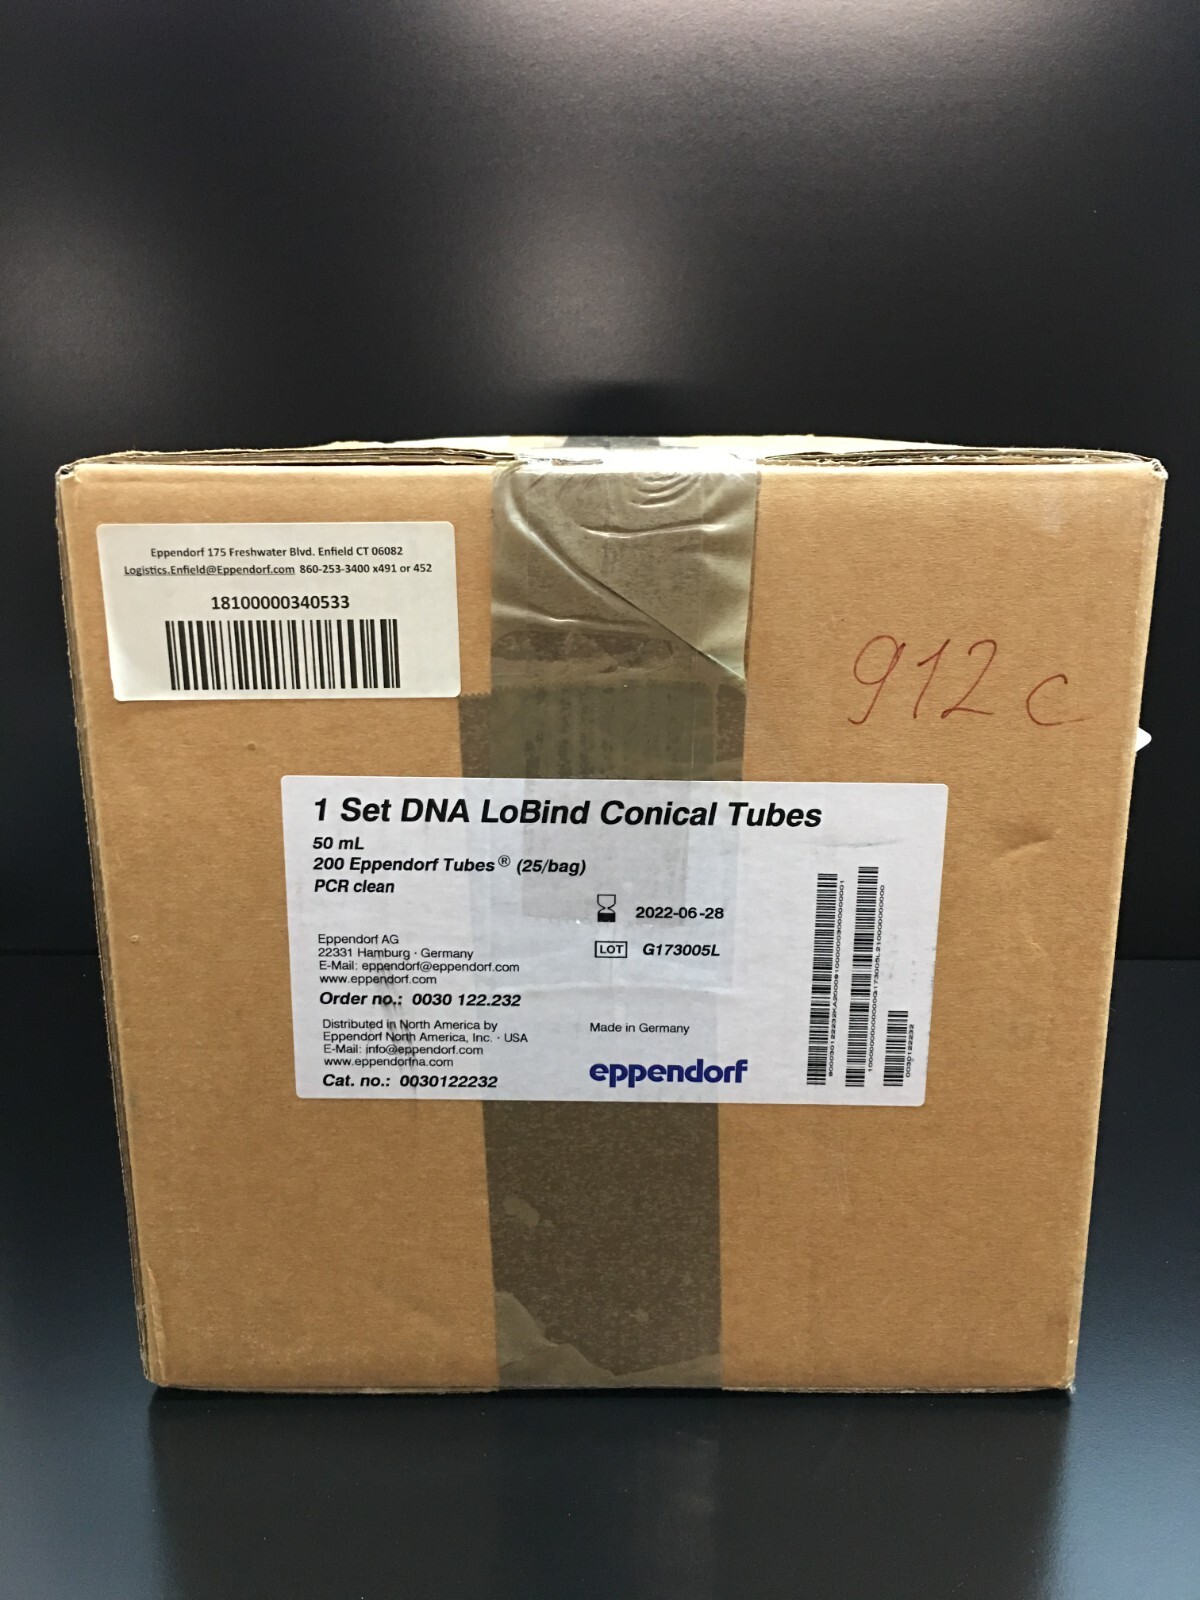 Eppendorf 175 Freshwater Blvd. Enfield CT 06082
Logistics.Enfield@Eppendorf.com 860-253-3400 x491 or 452
18100000340533
912c
1 Set DNA LoBind Conical Tubes
50 mL
200 Eppendorf Tubes® (25/bag)
PCR clean
2022-06-28
LOT G173005L
Eppendorf AG
22331 Hamburg · Germany
E-Mail: eppendorf@eppendorf.com
www.eppendorf.com
Order no.: 0030 122.232
Distributed in North America by
Eppendorf North America, Inc. · USA
E-Mail: info@eppendorf.com
www.eppendorfna.com
Cat. no.: 0030122232
Made in Germany
eppendorf
0030122232